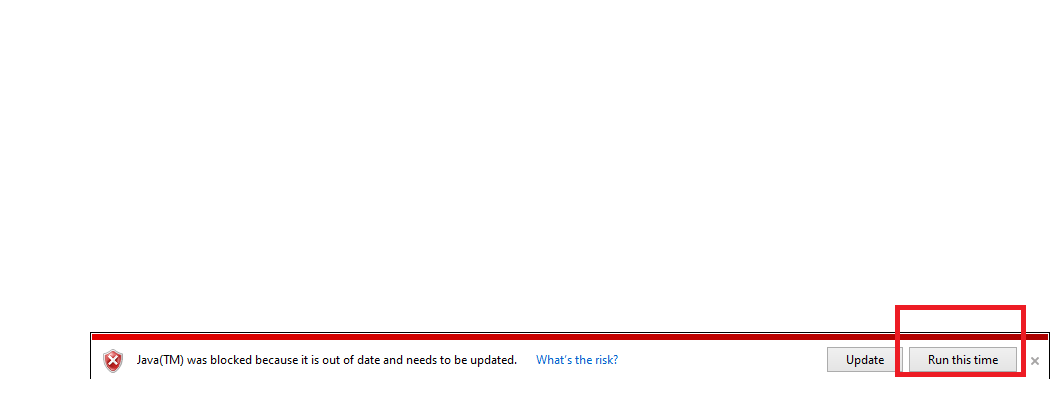 Java(TM) was blocked because it is out of date and needs to be updated. What's the risk? Update Run this time ×